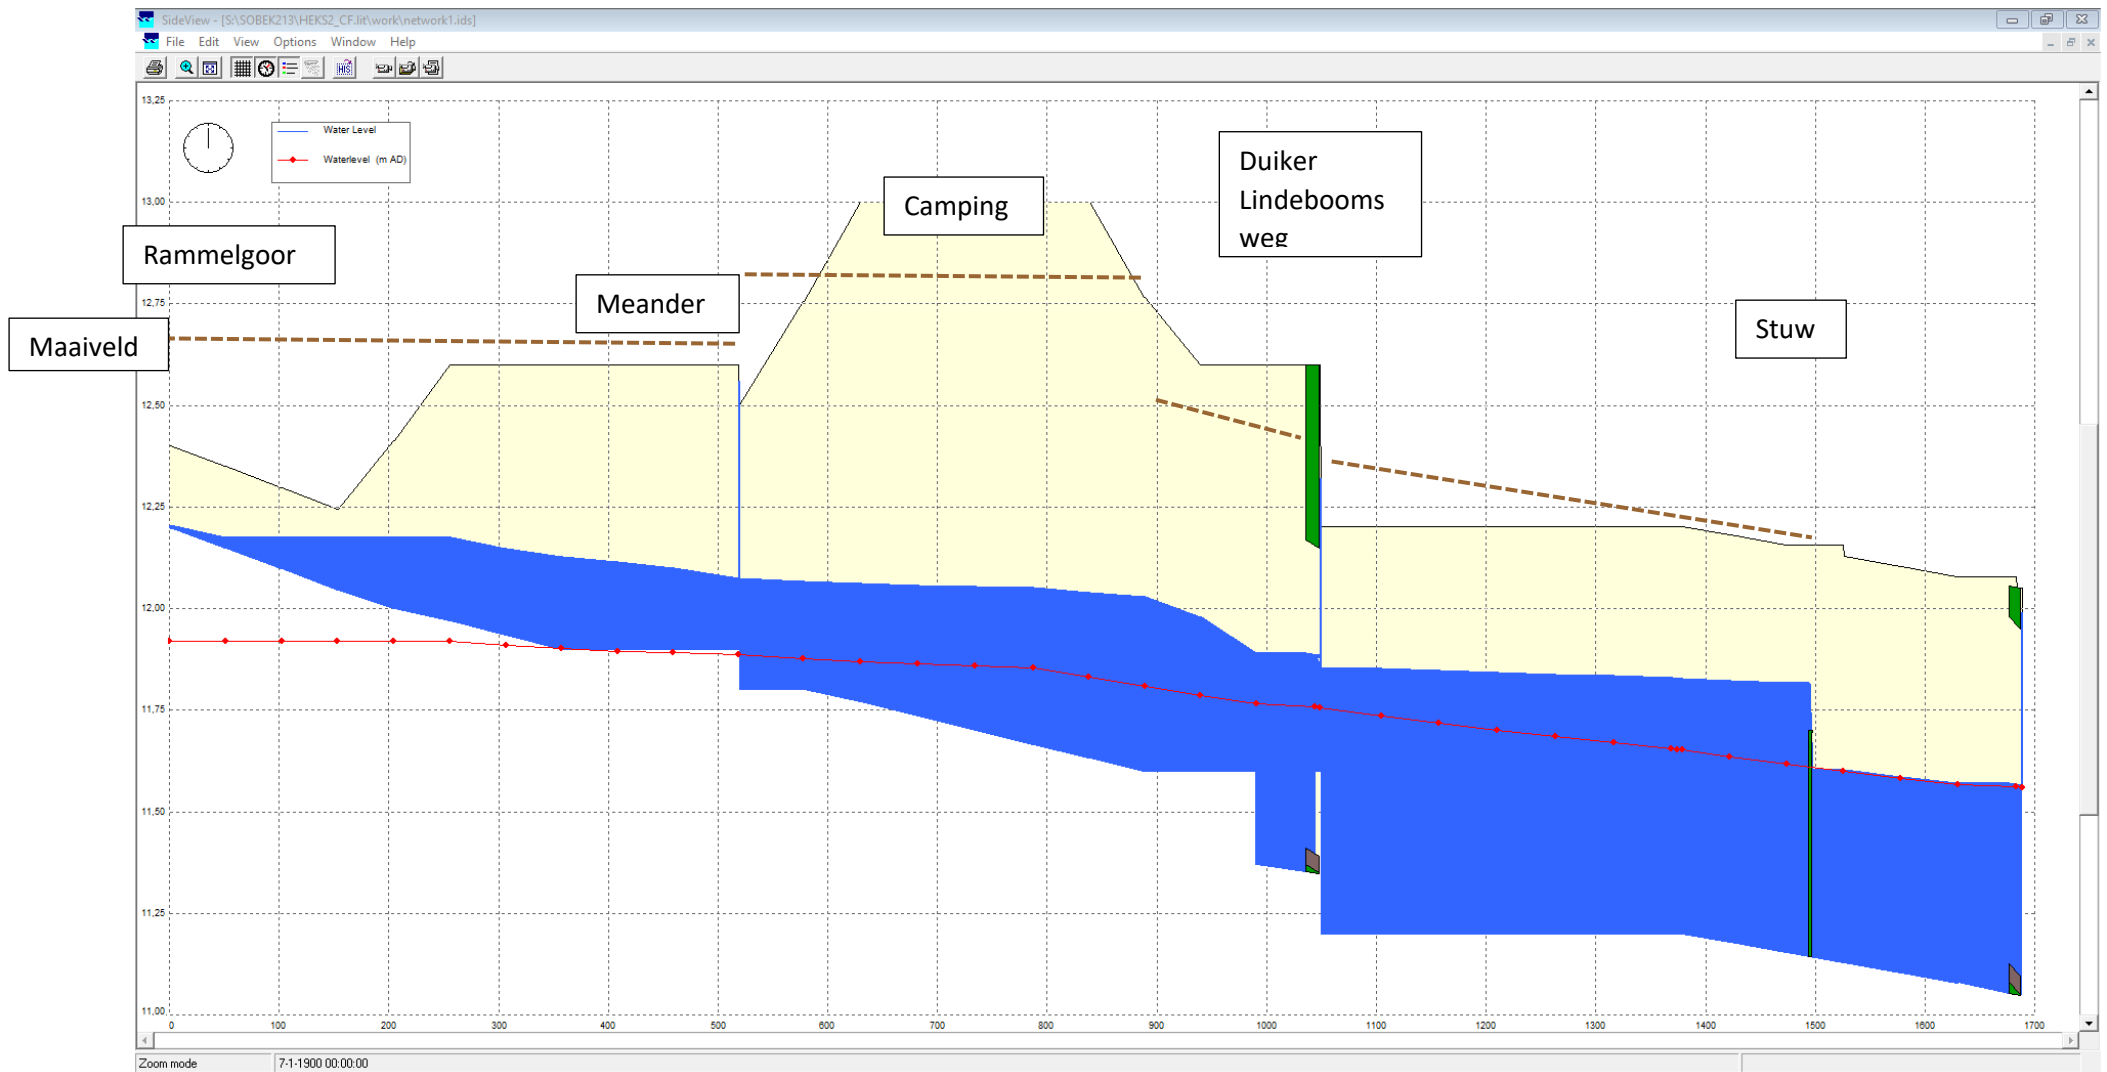 SideView - [S:\SOBEK213\HEKS2_CF.lit\work\network1.ids]
File Edit View Options Window Help
HIS
13,25
Water Level
Waterlevel (m AD)
Duiker
Lindebooms
weg
Camping
13,00
Rammelgoor
Meander
12,75
Stuw
Maaiveld
12,50
12,25
12,00
11,75
11,50
11,25
11,00
0 100 200 300 400 500 600 700 800 900 1000 1100 1200 1300 1400 1500 1600 1700
Zoom mode 7-1-1900 00:00:00